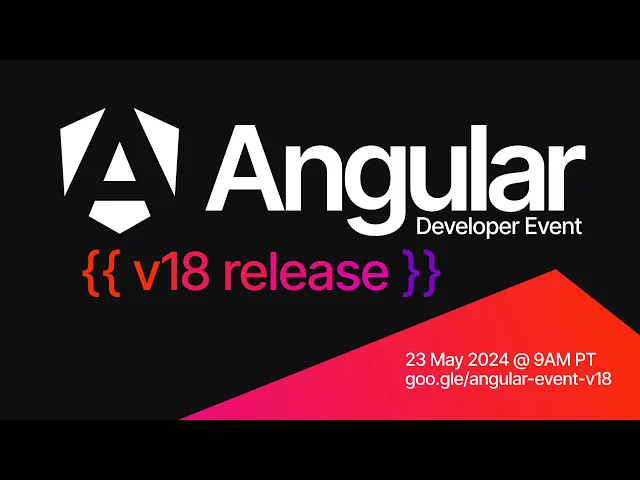 Angular
Developer Event
{{ v18 release }}
23 May 2024 @ 9AM PT
goo.gle/angular-event-v18